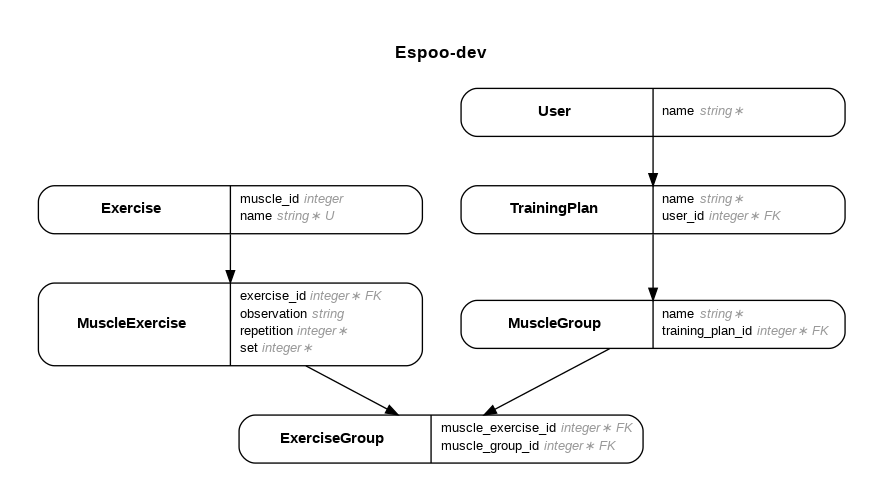 Espoo-dev
User
name string∗
Exercise
muscle_id integer
name string∗ U
TrainingPlan
name string∗
user_id integer∗ FK
MuscleExercise
exercise_id integer∗ FK
observation string
repetition integer∗
set integer∗
MuscleGroup
name string∗
training_plan_id integer∗ FK
ExerciseGroup
muscle_exercise_id integer∗ FK
muscle_group_id integer∗ FK